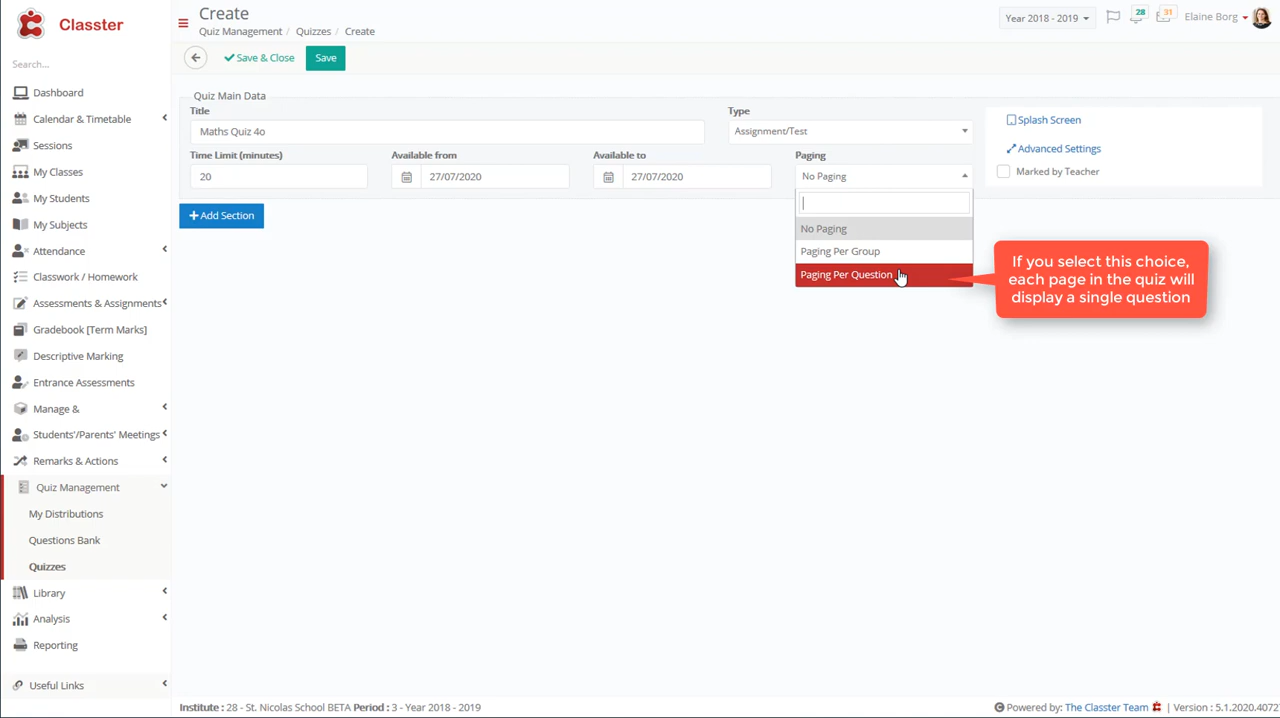 Classter
Create
Quiz Management / Quizzes / Create
Year 2018 - 2019
28
31
Elaine Borg
Search...
Save & Close
Save
Dashboard
Calendar & Timetable
Sessions
My Classes
My Students
My Subjects
Attendance
Classwork / Homework
Assessments & Assignments
Gradebook [Term Marks]
Descriptive Marking
Entrance Assessments
Manage &
Students'/Parents' Meetings
Remarks & Actions
Quiz Management
My Distributions
Questions Bank
Quizzes
Library
Analysis
Reporting
Useful Links
Quiz Main Data
Title
Type
Maths Quiz 4o
Assignment/Test
Time Limit (minutes)
Available from
Available to
Paging
20
27/07/2020
27/07/2020
No Paging
Splash Screen
Advanced Settings
Marked by Teacher
Add Section
No Paging
Paging Per Group
Paging Per Question
If you select this choice,
each page in the quiz will
display a single question
Institute : 28 - St. Nicolas School BETA Period : 3 - Year 2018 - 2019
Powered by: The Classter Team | Version : 5.1.2020.4072